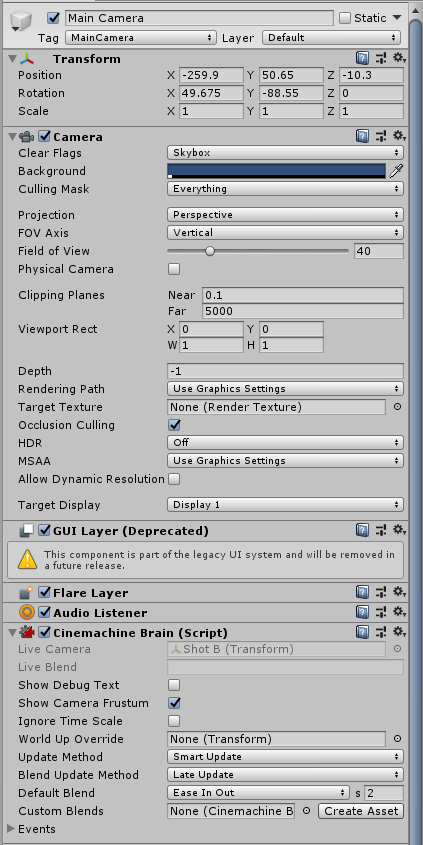 Main Camera Static
Tag MainCamera Layer Default
Transform
Position X -259.9 Y 50.65 Z -10.3
Rotation X 49.675 Y -88.55 Z 0
Scale X 1 Y 1 Z 1
Camera
Clear Flags Skybox
Background
Culling Mask Everything
Projection Perspective
FOV Axis Vertical
Field of View 40
Physical Camera
Clipping Planes Near 0.1
Far 5000
Viewport Rect X 0 Y 0
W 1 H 1
Depth -1
Rendering Path Use Graphics Settings
Target Texture None (Render Texture)
Occlusion Culling
HDR Off
MSAA Use Graphics Settings
Allow Dynamic Resolution
Target Display Display 1
GUI Layer (Deprecated)
This component is part of the legacy UI system and will be removed in
a future release.
Flare Layer
Audio Listener
Cinemachine Brain (Script)
Live Camera Shot B (Transform)
Live Blend
Show Debug Text
Show Camera Frustum
Ignore Time Scale
World Up Override None (Transform)
Update Method Smart Update
Blend Update Method Late Update
Default Blend Ease In Out s 2
Custom Blends None (Cinemachine B Create Asset
Events